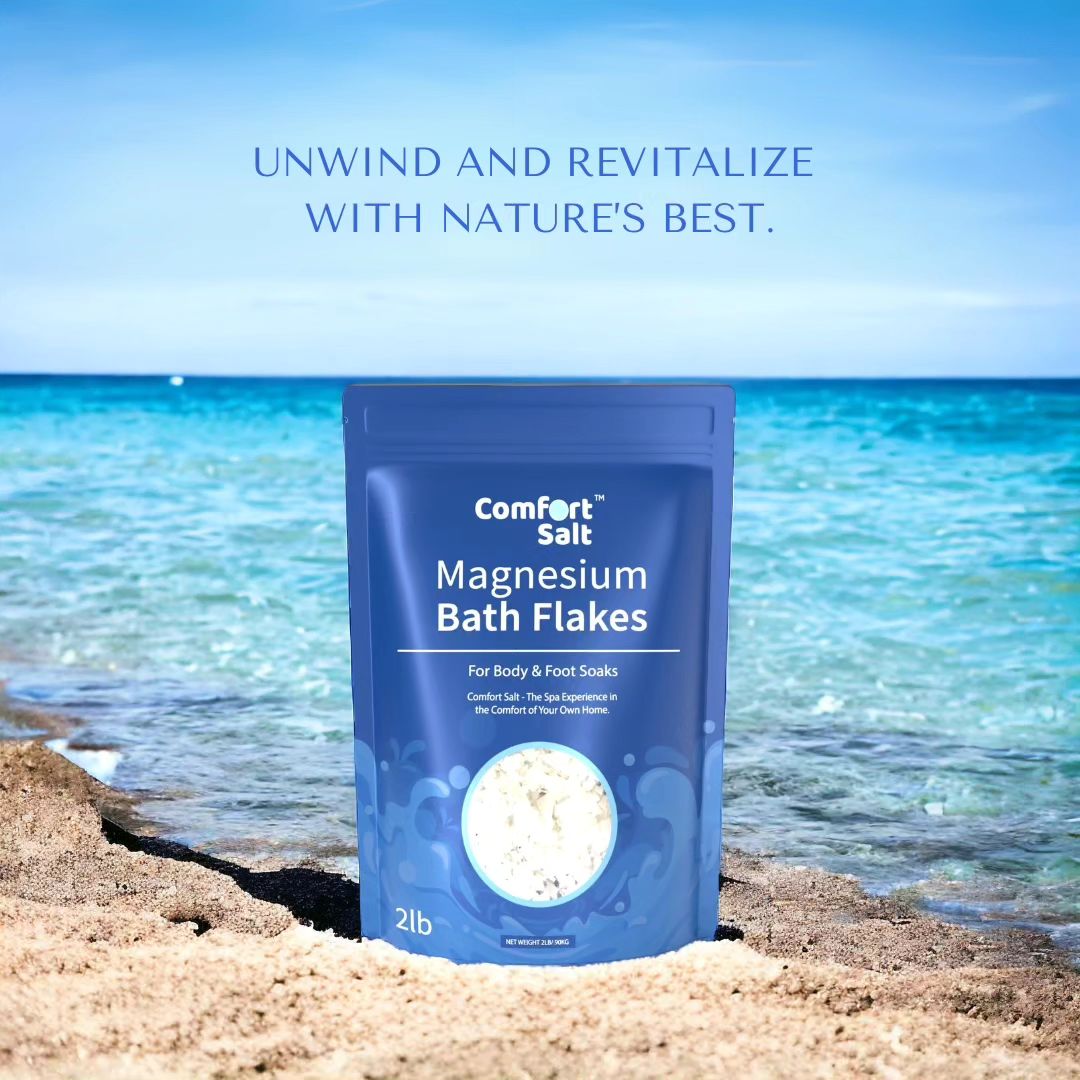 UNWIND AND REVITALIZE
WITH NATURE'S BEST.
Comfort™
Salt
Magnesium
Bath Flakes
For Body & Foot Soaks
Comfort Salt - The Spa Experience in
the Comfort of Your Own Home.
2lb
NET WEIGHT 2LB/.90KG